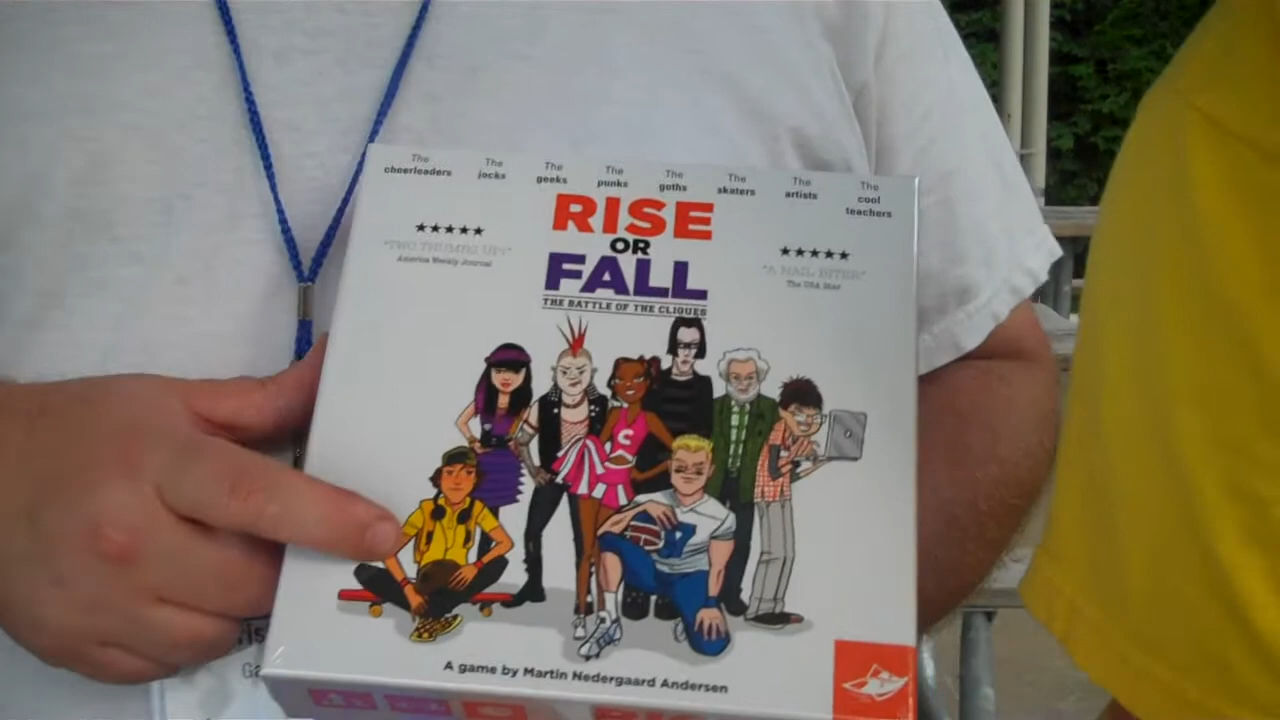 The cheerleaders
The jocks
The geeks
The punks
The goths
The skaters
The artists
The cool teachers
RISE
OR
FALL
THE BATTLE OF THE CLIQUES
★★★★★
"TWO THUMBS UP!"
America Weekly Journal
★★★★★
"A NAIL BITER"
The USA Star
C
A game by Martin Nedergaard Andersen